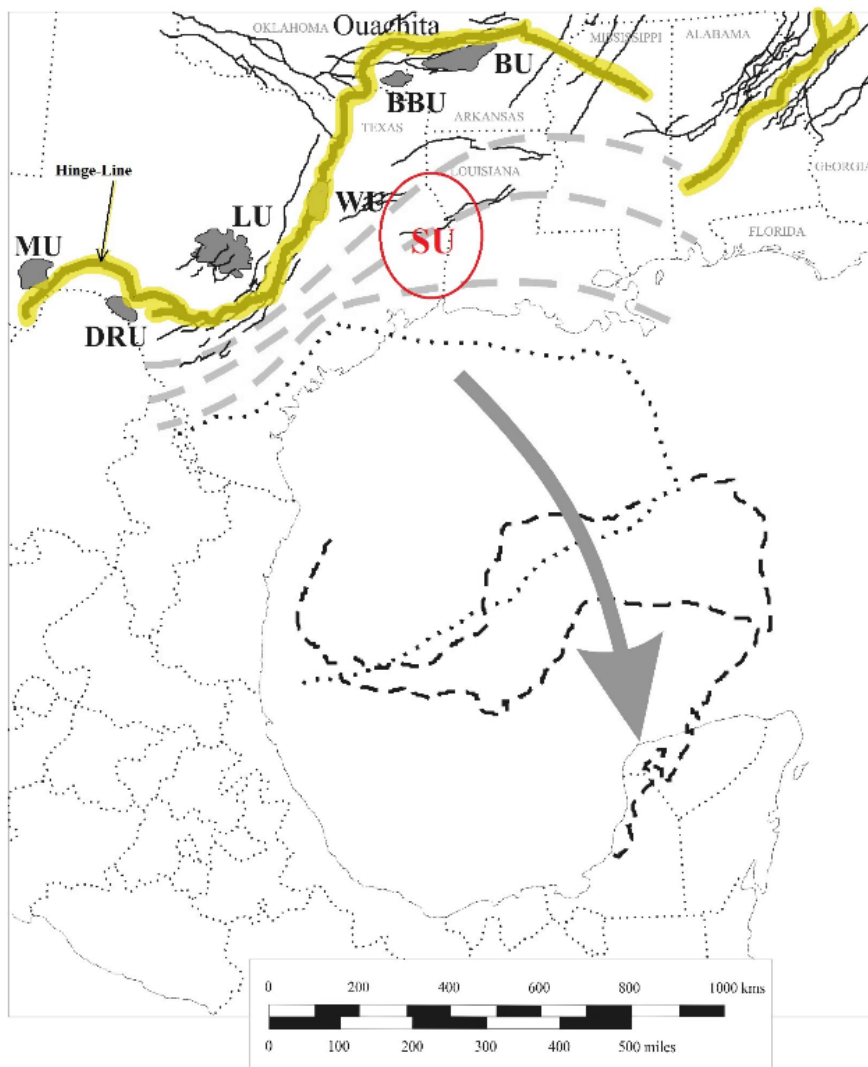 OKLAHOMA
Ouachita
MISSISSIPPI
ALABAMA
BU
BBU
TEXAS
ARKANSAS
GEORGIA
Hinge-Line
LOUISIANA
WU
LU
SU
FLORIDA
MU
DRU
0 200 400 600 800 1000 kms
0 100 200 300 400 500 miles